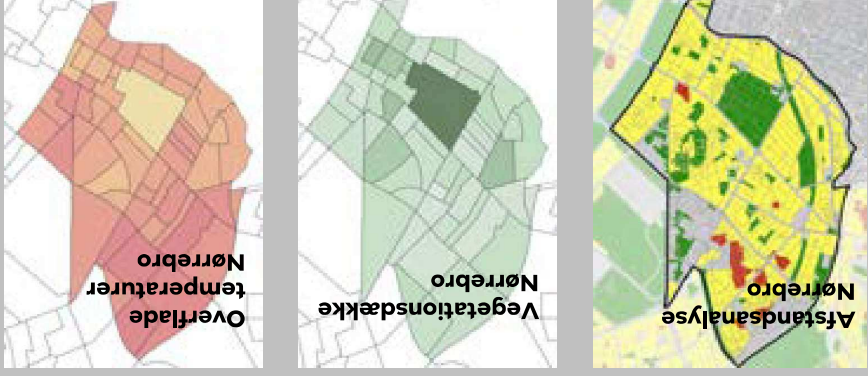 Afstandsanalyse
Nørrebro
Vegetationsdække
Nørrebro
Overflade
temperaturer
Nørrebro